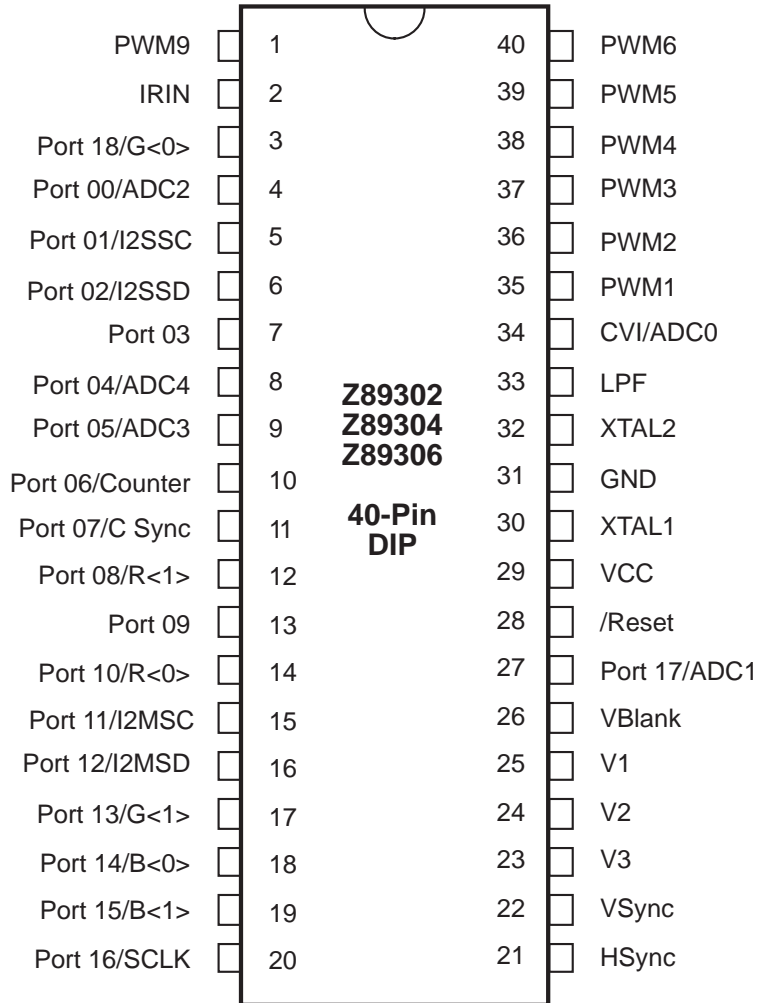 PWM9 1 40 PWM6
IRIN 2 39 PWM5
Port 18/G<0> 3 38 PWM4
Port 00/ADC2 4 37 PWM3
Port 01/I2SSC 5 36 PWM2
Port 02/I2SSD 6 35 PWM1
Port 03 7 34 CVI/ADC0
Port 04/ADC4 8 33 LPF
Z89302
Port 05/ADC3 9 32 XTAL2
Z89304
Z89306
Port 06/Counter 10 31 GND
40-Pin
Port 07/C Sync 11 30 XTAL1
DIP
Port 08/R<1> 12 29 VCC
Port 09 13 28 /Reset
Port 10/R<0> 14 27 Port 17/ADC1
Port 11/I2MSC 15 26 VBlank
Port 12/I2MSD 16 25 V1
Port 13/G<1> 17 24 V2
Port 14/B<0> 18 23 V3
Port 15/B<1> 19 22 VSync
Port 16/SCLK 20 21 HSync